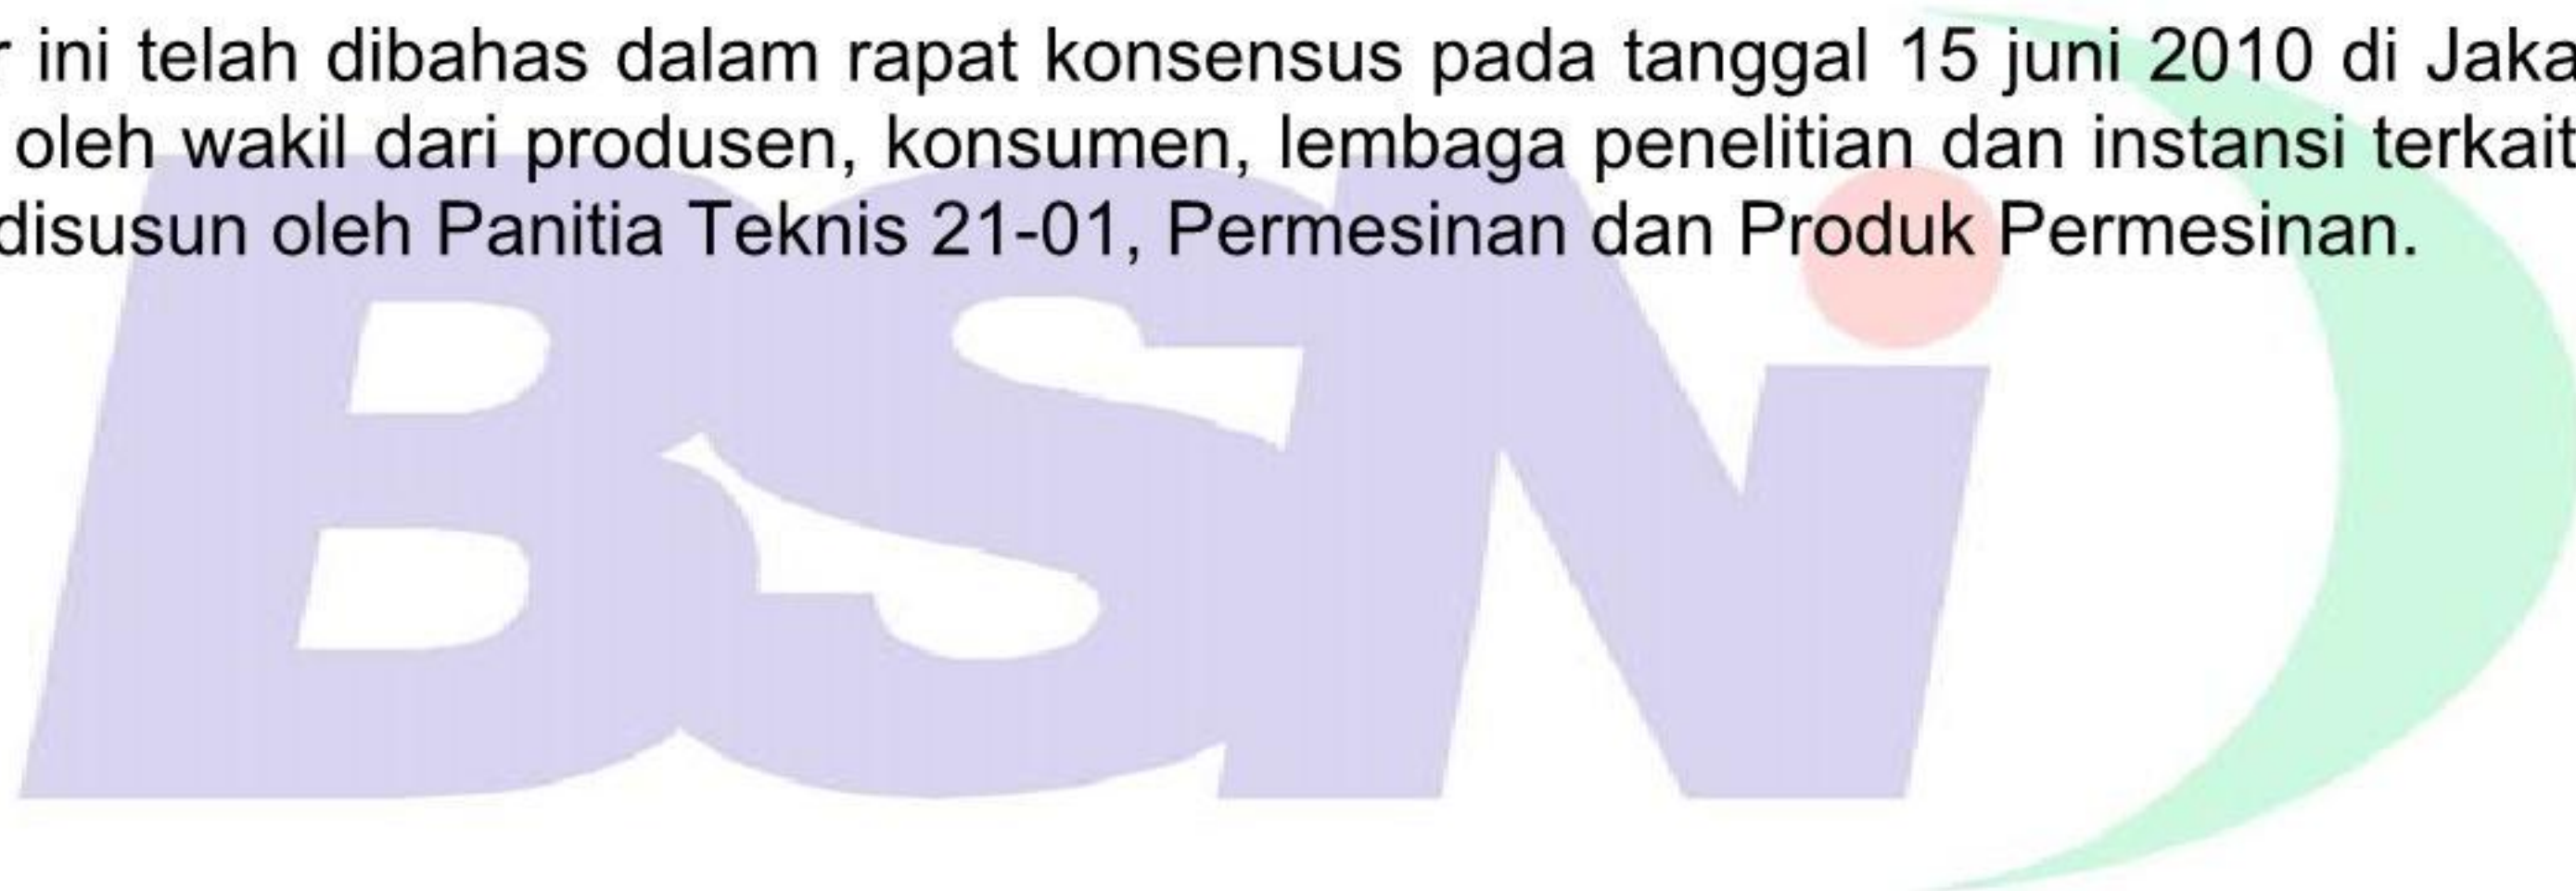 r ini telah dibahas dalam rapat konsensus pada tanggal 15 juni 2010 di Jaka
oleh wakil dari produsen, konsumen, lembaga penelitian dan instansi terkait
disusun oleh Panitia Teknis 21-01, Permesinan dan Produk Permesinan.
BSN